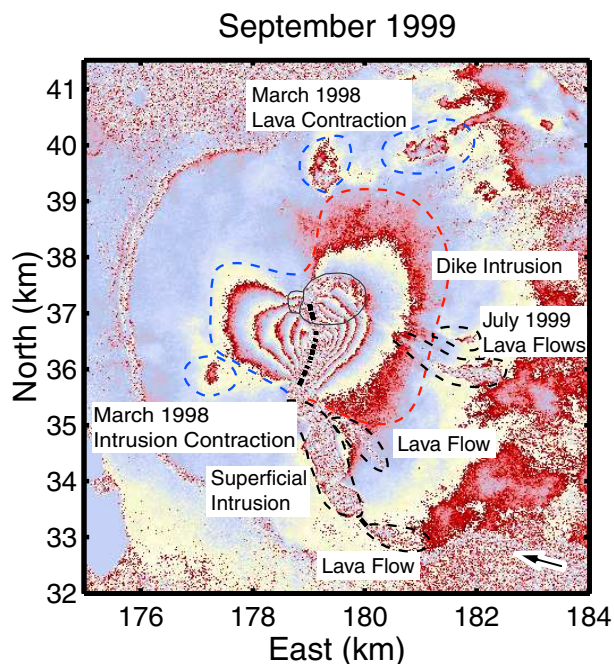 September 1999
41
40
39
38
37
36
35
34
33
32
North (km)
March 1998
Lava Contraction
Dike Intrusion
July 1999
Lava Flows
March 1998
Intrusion Contraction
Lava Flow
Superficial
Intrusion
Lava Flow
176
178
180
182
184
East (km)